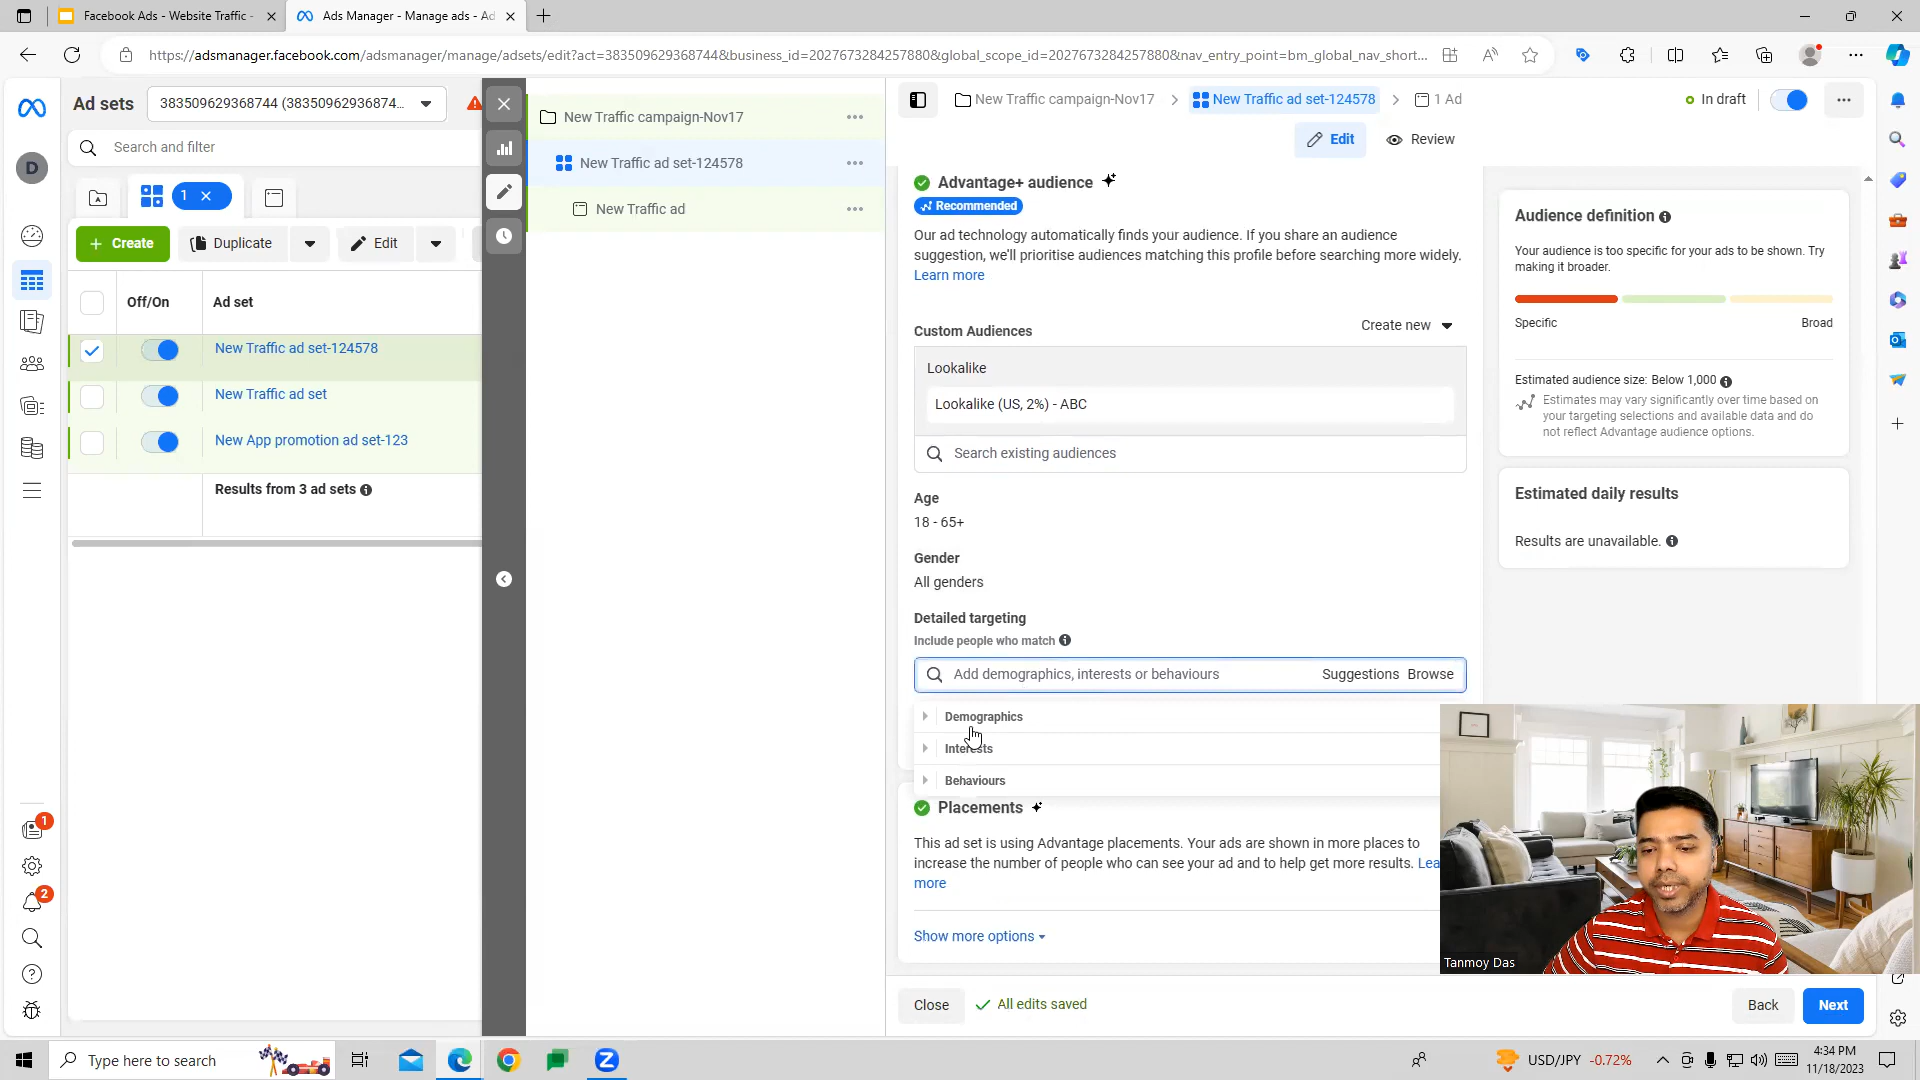 Facebook Ads - Website Traffic -
Ads Manager - Manage ads - Ad
https://adsmanager.facebook.com/adsmanager/manage/adsets/edit?act=383509629368744&business_id=2027673284257880&global_scope_id=2027673284257880&nav_entry_point=bm_global_nav_short...
Ad sets
383509629368744 (38350962936874...
Search and filter
D
1
Create
Duplicate
Edit
Off/On
Ad set
New Traffic ad set-124578
New Traffic ad set
New App promotion ad set-123
Results from 3 ad sets
1
2
New Traffic campaign-Nov17
New Traffic ad set-124578
New Traffic ad
New Traffic campaign-Nov17
New Traffic ad set-124578
1 Ad
In draft
Edit
Review
Advantage+ audience
Recommended
Our ad technology automatically finds your audience. If you share an audience
suggestion, we'll prioritise audiences matching this profile before searching more widely.
Learn more
Custom Audiences
Create new
Lookalike
Lookalike (US, 2%) - ABC
Search existing audiences
Age
18 - 65+
Gender
All genders
Detailed targeting
Include people who match
Add demographics, interests or behaviours
Suggestions
Browse
Demographics
Interests
Behaviours
Placements
This ad set is using Advantage placements. Your ads are shown in more places to
increase the number of people who can see your ad and to help get more results. Lea
more
Show more options
Close
All edits saved
Back
Next
Audience definition
Your audience is too specific for your ads to be shown. Try
making it broader.
Specific
Broad
Estimated audience size: Below 1,000
Estimates may vary significantly over time based on
your targeting selections and available data and do
not reflect Advantage audience options.
Estimated daily results
Results are unavailable.
Tanmoy Das
Type here to search
USD/JPY -0.72%
4:34 PM
11/18/2023